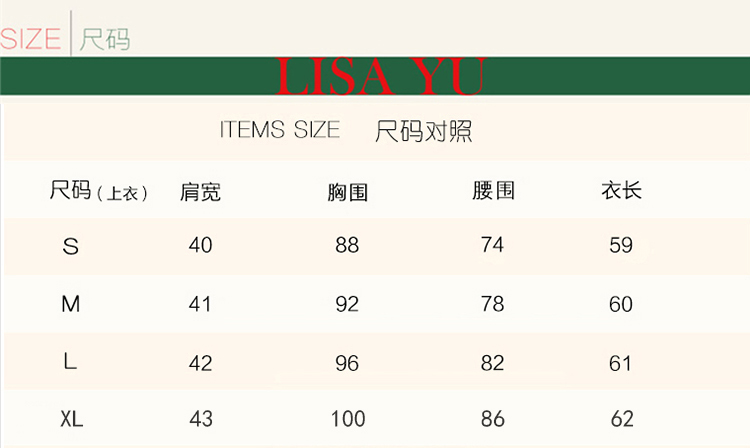 SIZE 尺码
LISA YU
ITEMS SIZE 尺码对照
尺码(上衣) 肩宽 胸围 腰围 衣长
S 40 88 74 59
M 41 92 78 60
L 42 96 82 61
XL 43 100 86 62